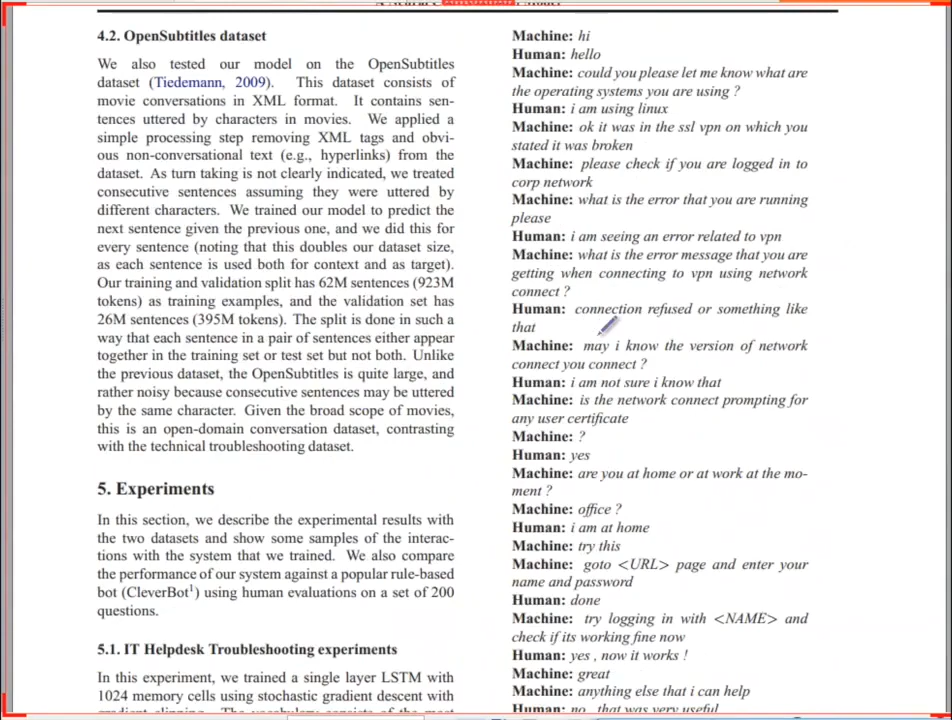 4.2. OpenSubtitles dataset
We also tested our model on the OpenSubtitles
dataset (Tiedemann, 2009). This dataset consists of
movie conversations in XML format. It contains sen-
tences uttered by characters in movies. We applied a
simple processing step removing XML tags and obvi-
ous non-conversational text (e.g., hyperlinks) from the
dataset. As turn taking is not clearly indicated, we treated
consecutive sentences assuming they were uttered by
different characters. We trained our model to predict the
next sentence given the previous one, and we did this for
every sentence (noting that this doubles our dataset size,
as each sentence is used both for context and as target).
Our training and validation split has 62M sentences (923M
tokens) as training examples, and the validation set has
26M sentences (395M tokens). The split is done in such a
way that each sentence in a pair of sentences either appear
together in the training set or test set but not both. Unlike
the previous dataset, the OpenSubtitles is quite large, and
rather noisy because consecutive sentences may be uttered
by the same character. Given the broad scope of movies,
this is an open-domain conversation dataset, contrasting
with the technical troubleshooting dataset.
5. Experiments
In this section, we describe the experimental results with
the two datasets and show some samples of the interac-
tions with the system that we trained. We also compare
the performance of our system against a popular rule-based
bot (CleverBot1) using human evaluations on a set of 200
questions.
5.1. IT Helpdesk Troubleshooting experiments
In this experiment, we trained a single layer LSTM with
1024 memory cells using stochastic gradient descent with
Machine: hi
Human: hello
Machine: could you please let me know what are
the operating systems you are using ?
Human: i am using linux
Machine: ok it was in the ssl vpn on which you
stated it was broken
Machine: please check if you are logged in to
corp network
Machine: what is the error that you are running
please
Human: i am seeing an error related to vpn
Machine: what is the error message that you are
getting when connecting to vpn using network
connect ?
Human: connection refused or something like
that
Machine: may i know the version of network
connect you connect ?
Human: i am not sure i know that
Machine: is the network connect prompting for
any user certificate
Machine: ?
Human: yes
Machine: are you at home or at work at the mo-
ment ?
Machine: office ?
Human: i am at home
Machine: try this
Machine: goto <URL> page and enter your
name and password
Human: done
Machine: try logging in with <NAME> and
check if its working fine now
Human: yes , now it works !
Machine: great
Machine: anything else that i can help
Human: no , that was very useful